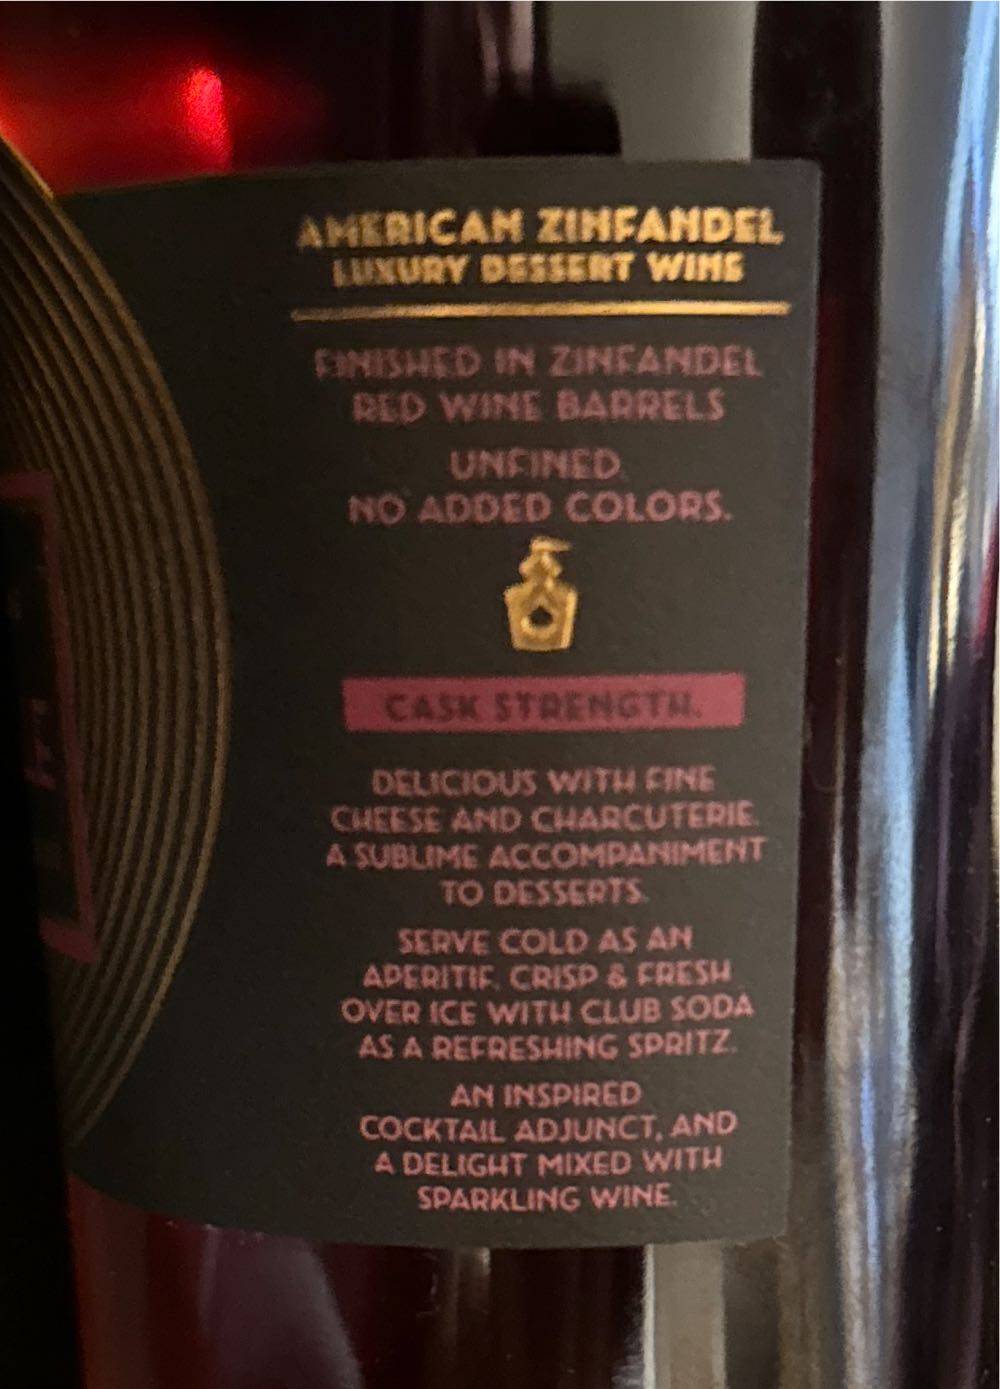 AMERICAN ZINFANDEL
LUXURY DESSERT WINE
FINISHED IN ZINFANDEL
RED WINE BARRELS
UNFINED.
NO ADDED COLORS.
CASK STRENGTH.
DELICIOUS WITH FINE
CHEESE AND CHARCUTERIE.
A SUBLIME ACCOMPANIMENT
TO DESSERTS.
SERVE COLD AS AN
APERITIF. CRISP & FRESH
OVER ICE WITH CLUB SODA
AS A REFRESHING SPRITZ.
AN INSPIRED
COCKTAIL ADJUNCT, AND
A DELIGHT MIXED WITH
SPARKLING WINE.